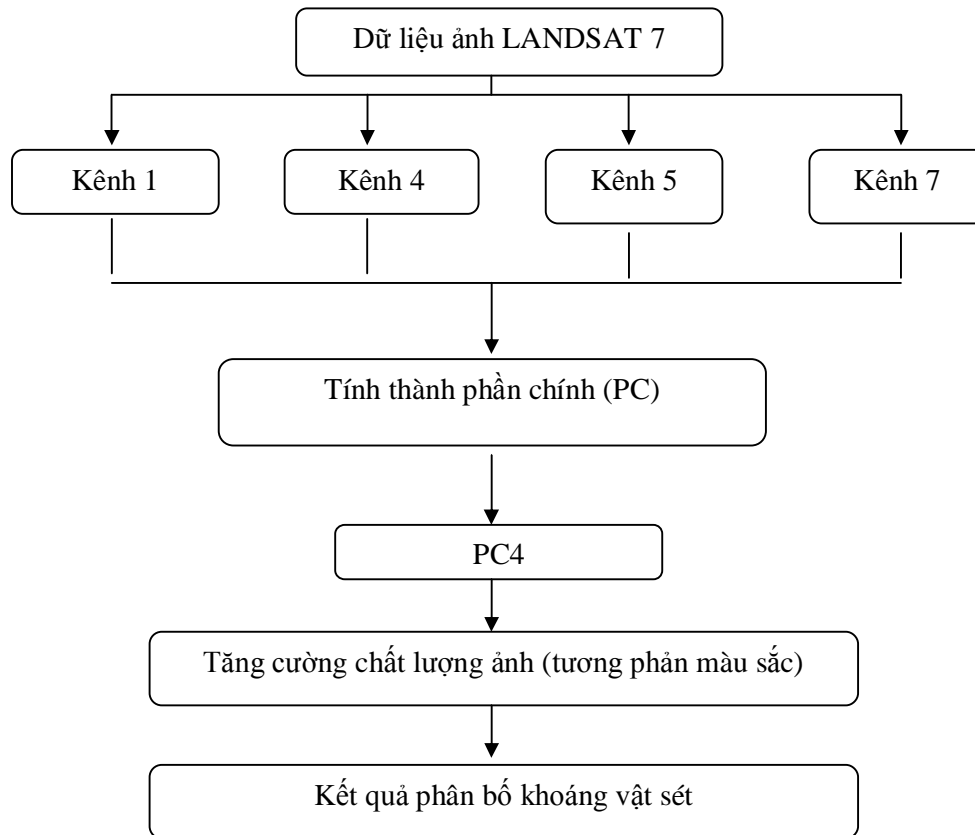 Dữ liệu ảnh LANDSAT 7
Kênh 1
Kênh 4
Kênh 5
Kênh 7
Tính thành phần chính (PC)
PC4
Tăng cường chất lượng ảnh (tương phản màu sắc)
Kết quả phân bố khoáng vật sét